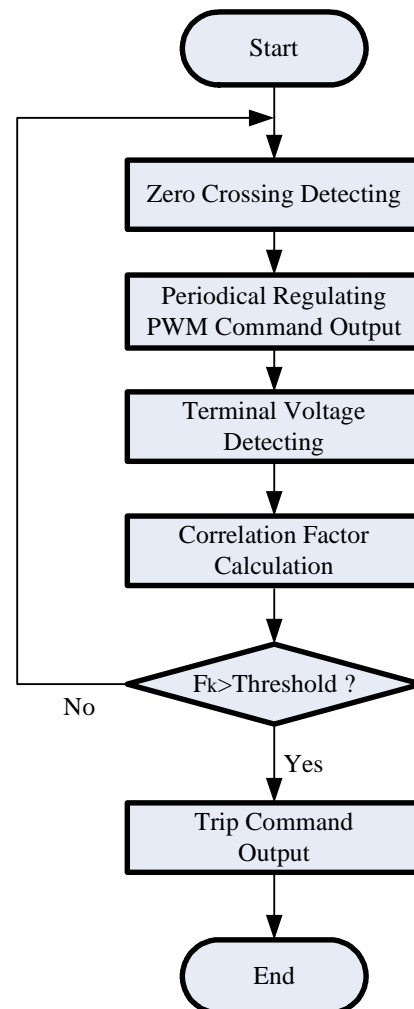 Start
Zero Crossing Detecting
Periodical Regulating
PWM Command Output
Terminal Voltage
Detecting
Correlation Factor
Calculation
Fk>Threshold ?
No
Yes
Trip Command
Output
End